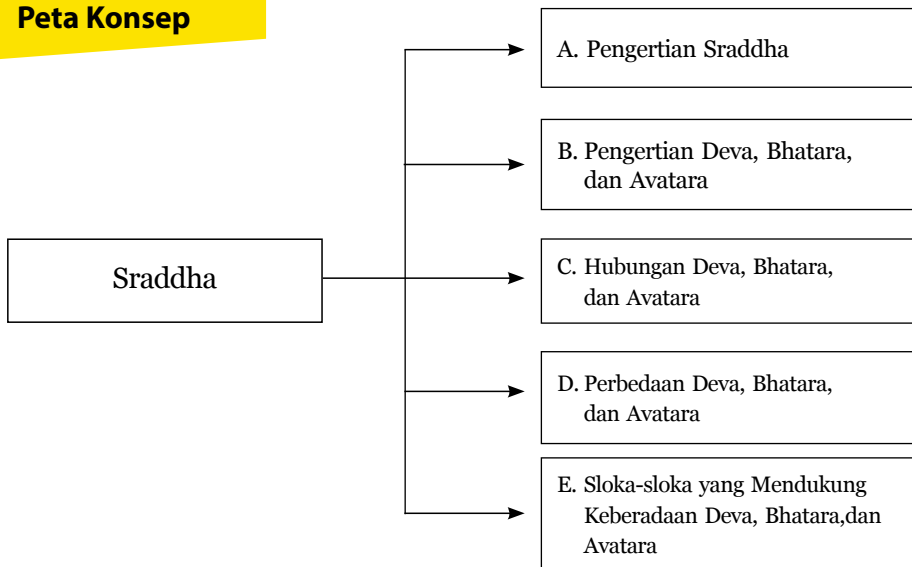 Peta Konsep
Sraddha
A. Pengertian Sraddha
B. Pengertian Deva, Bhatara,
dan Avatara
C. Hubungan Deva, Bhatara,
dan Avatara
D. Perbedaan Deva, Bhatara,
dan Avatara
E. Sloka-sloka yang Mendukung
Keberadaan Deva, Bhatara,dan
Avatara